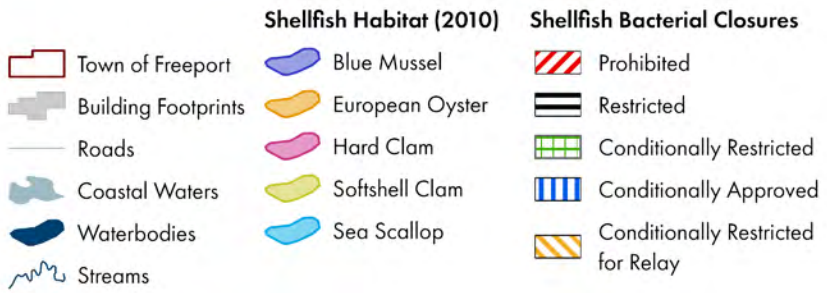 Town of Freeport
Building Footprints
Roads
Coastal Waters
Waterbodies
Streams
Shellfish Habitat (2010)
Blue Mussel
European Oyster
Hard Clam
Softshell Clam
Sea Scallop
Shellfish Bacterial Closures
Prohibited
Restricted
Conditionally Restricted
Conditionally Approved
Conditionally Restricted
for Relay